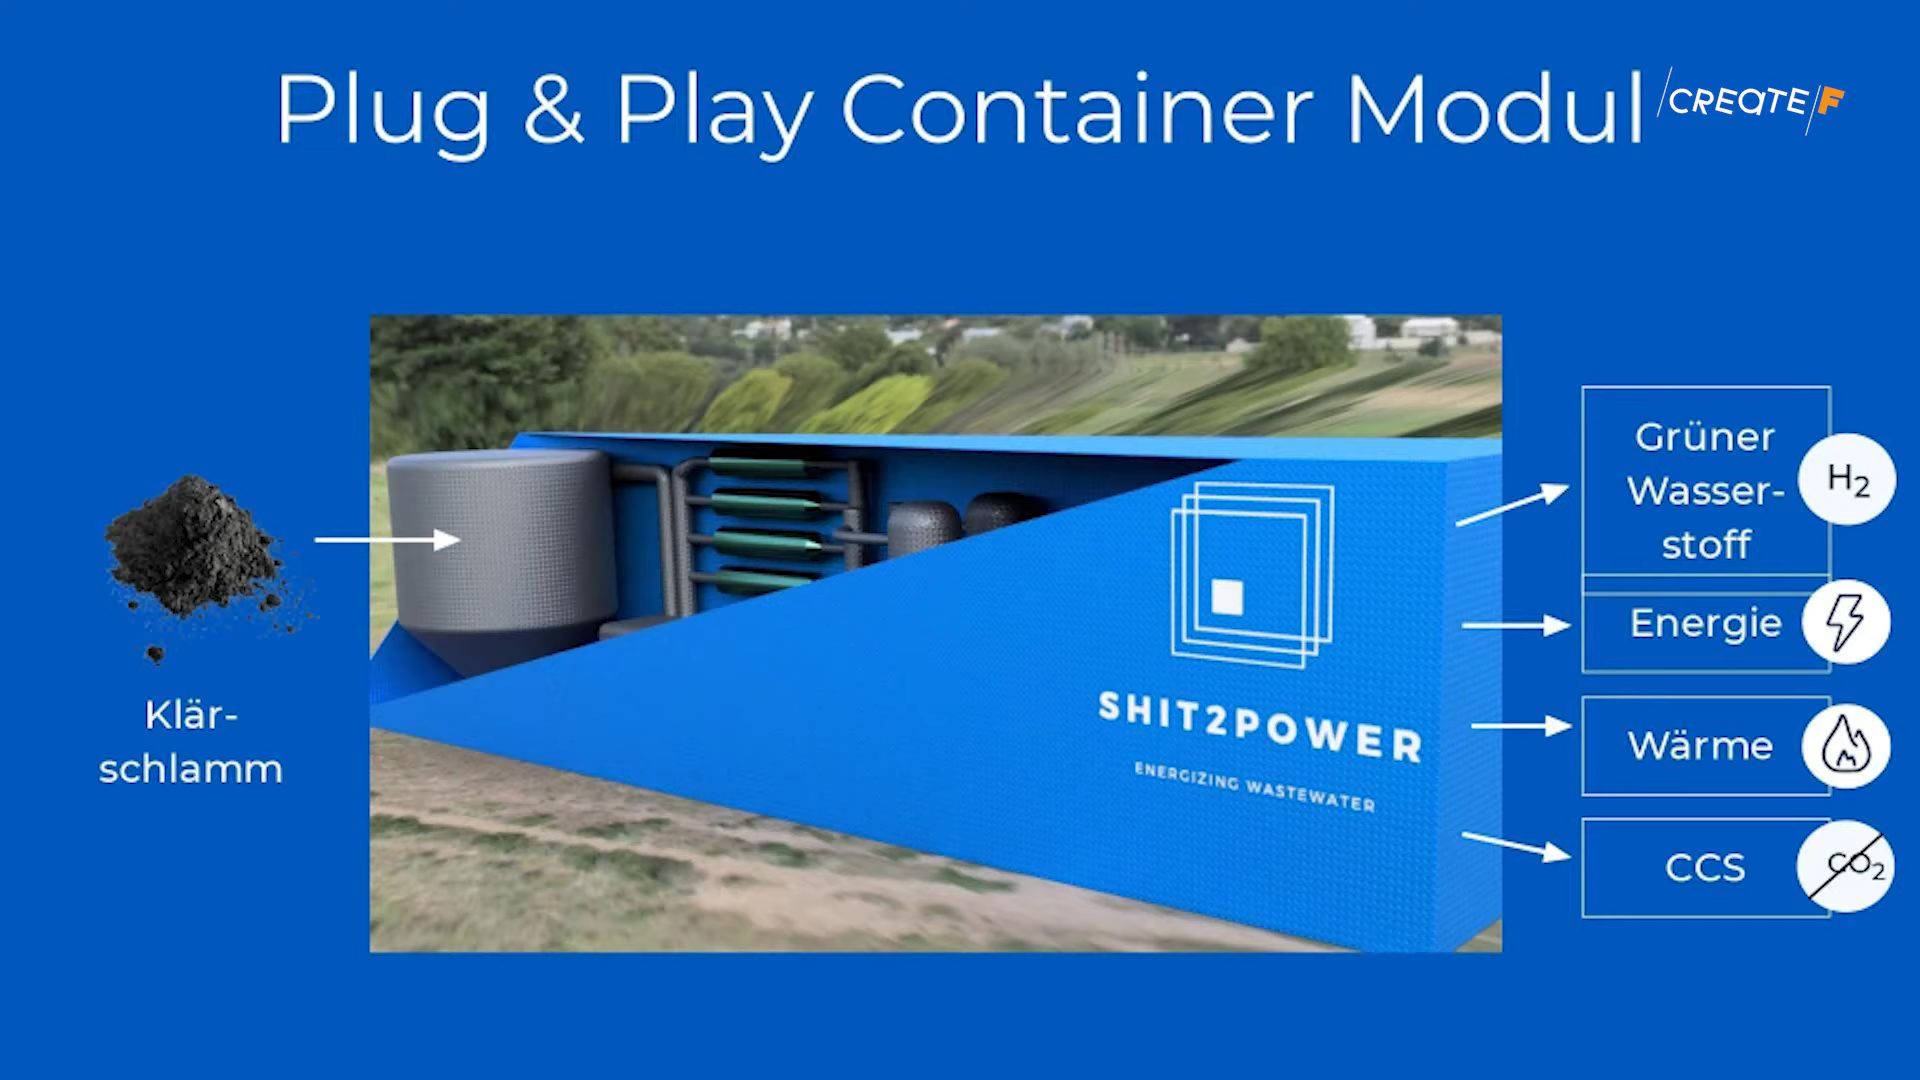 Plug & Play Container Modul
/CREATE/F
Klär-
schlamm
SHIT2POWER
ENERGIZING WASTEWATER
Grüner
Wasser-
stoff
H2
Energie
Wärme
CCS
CO2